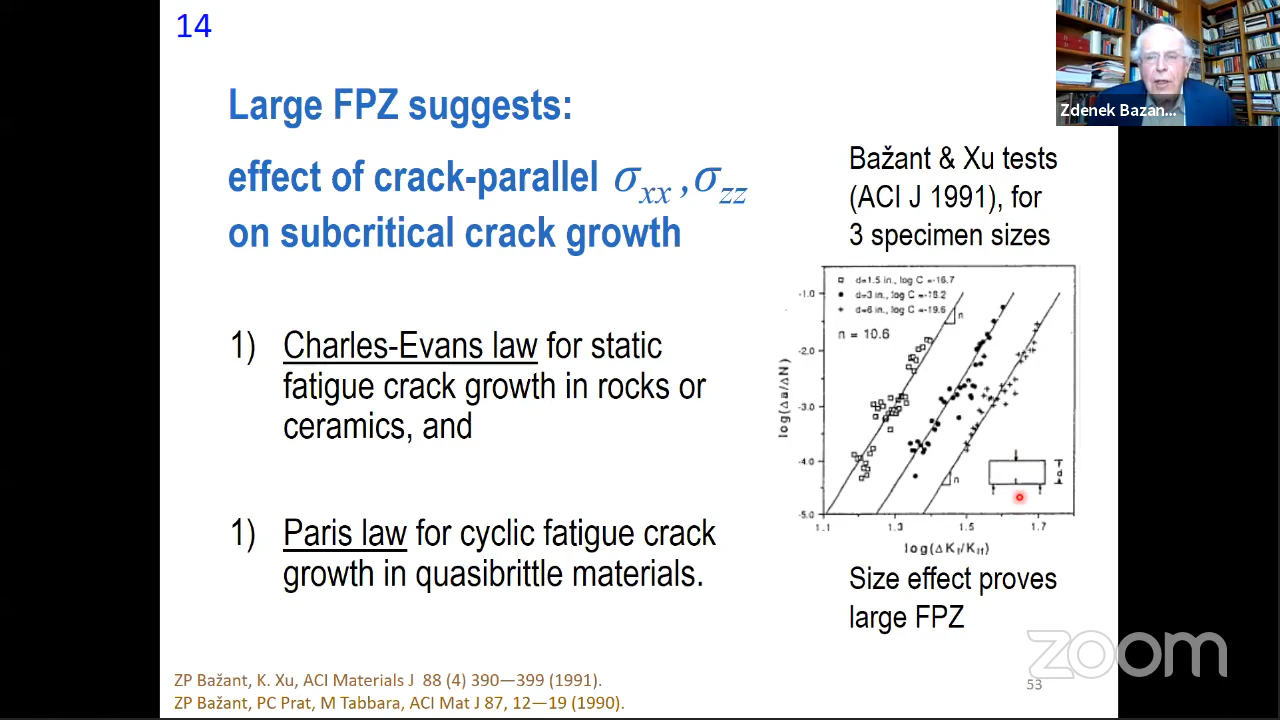 14
Large FPZ suggests:
effect of crack-parallel σxx, σzz
on subcritical crack growth
1) Charles-Evans law for static
fatigue crack growth in rocks or
ceramics, and
1) Paris law for cyclic fatigue crack
growth in quasibrittle materials.
ZP Bažant, K. Xu, ACI Materials J 88 (4) 390—399 (1991).
ZP Bažant, PC Prat, M Tabbara, ACI Mat J 87, 12—19 (1990).
Zdenek Bazan...
Bažant & Xu tests
(ACI J 1991), for
3 specimen sizes
d=1.5 in., log C =-16.7
d=3 in., log C =-18.2
d=6 in., log C =-19.6
n = 10.6
n
n
d
log(Δa/ΔN)
-1.0
-2.0
-3.0
-4.0
-5.0
1.1 1.3 1.5 1.7
log(ΔKI/KIf)
Size effect proves
large FPZ
zoom
53